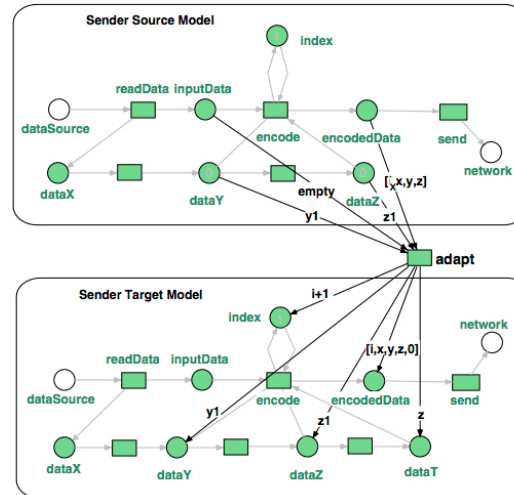 Sender Source Model
index
readData inputData
dataSource
encode
encodedData
send
network
[i,x,y,z]
empty
dataX
dataY
dataZ
y1
z1
adapt
Sender Target Model
i+1
index
network
readData inputData
[i,x,y,z,0]
dataSource
encode
encodedData
send
y1
z1
z
dataX
dataY
dataZ
dataT